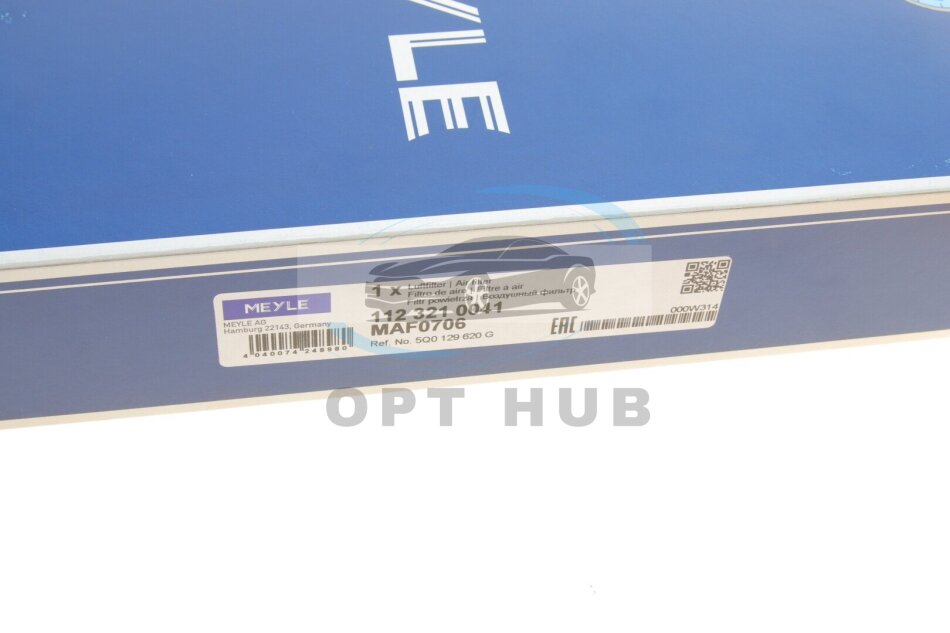 YLE
MEYLE
MEYLE AG
Hamburg 22143, Germany
4 040074 248980
1 x Luftfilter | Air filter
Filtro de aire | Filtre à air
Filtr powietrza | Воздушный фильтр
112 321 0041
MAF0706
Ref. No. 5Q0 129 620 G
EAC
000W314
OPT HUB